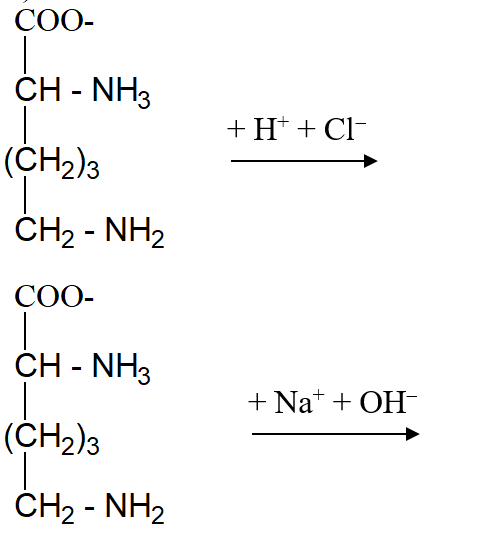 COO-
CH - NH₃
+ H⁺ + Cl⁻
(CH₂)₃
CH₂ - NH₂
COO-
CH - NH₃
+ Na⁺ + OH⁻
(CH₂)₃
CH₂ - NH₂